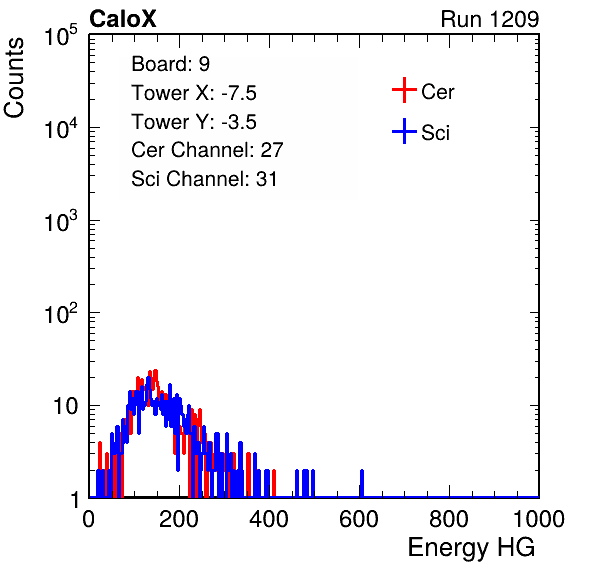 CaloX Run 1209
Counts
Board: 9
Tower X: -7.5
Tower Y: -3.5
Cer Channel: 27
Sci Channel: 31
Cer
Sci
10^5
10^4
10^3
10^2
10
1
0 200 400 600 800 1000
Energy HG